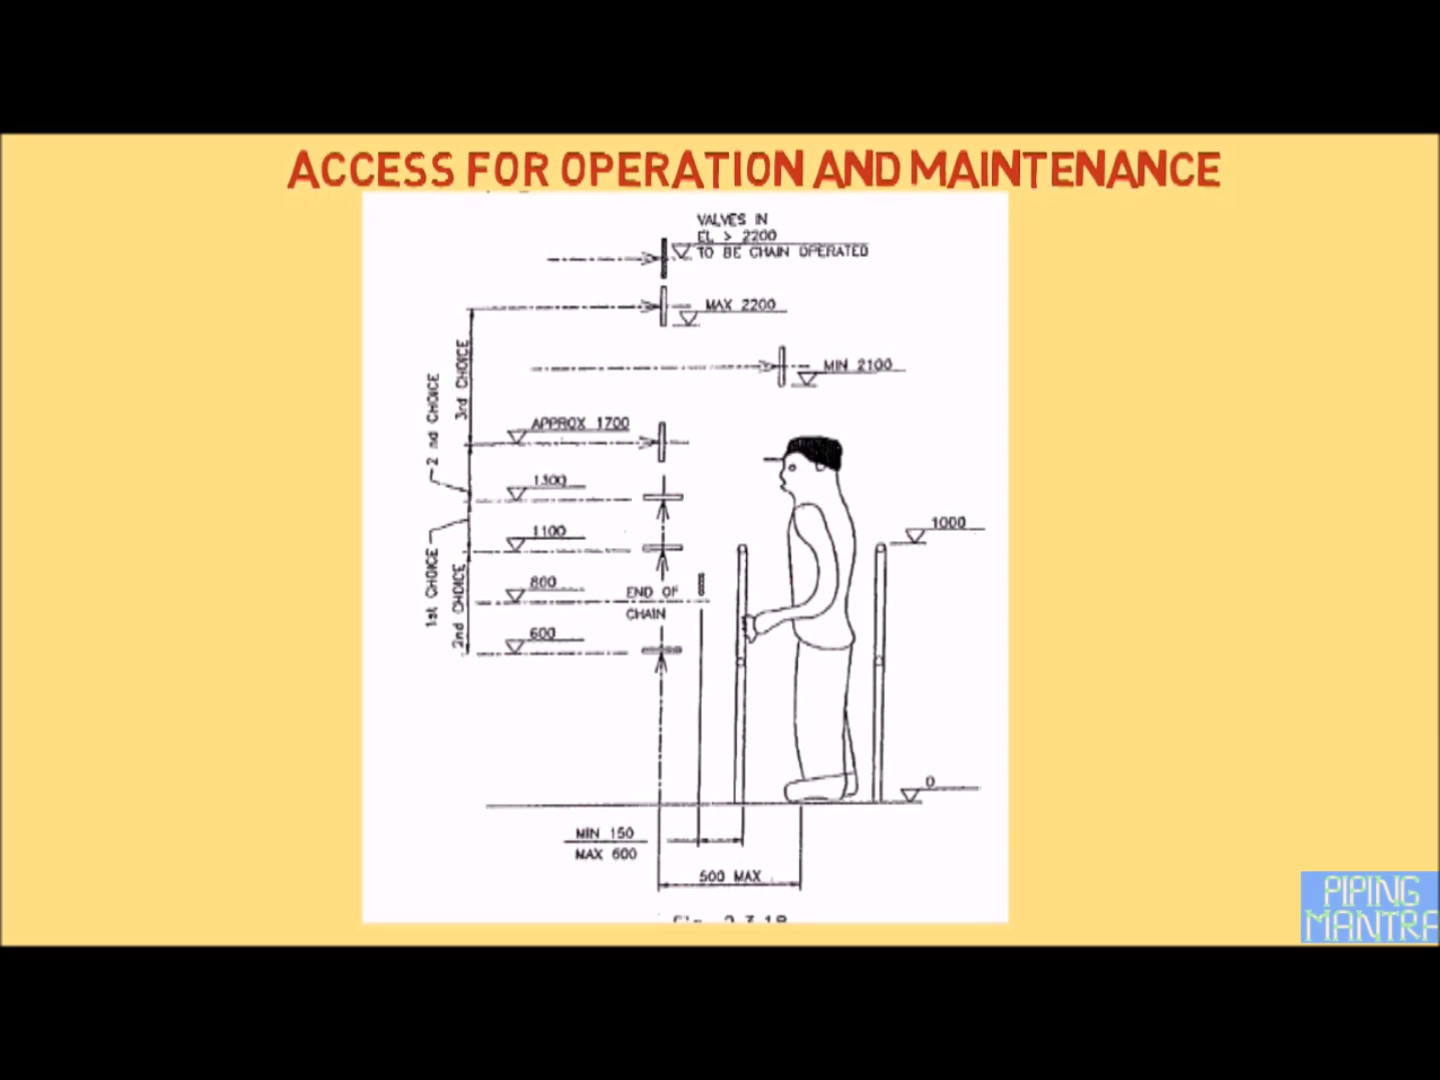 ACCESS FOR OPERATION AND MAINTENANCE
VALVES IN
EL > 2200
TO BE CHAIN OPERATED
MAX 2200
MIN 2100
3rd CHOICE
2 nd CHOICE
APPROX 1700
1300
1100
1000
1st CHOICE
2nd CHOICE
800
END OF
CHAIN
600
0
MIN 150
MAX 600
500 MAX
PIPING
MANTRA